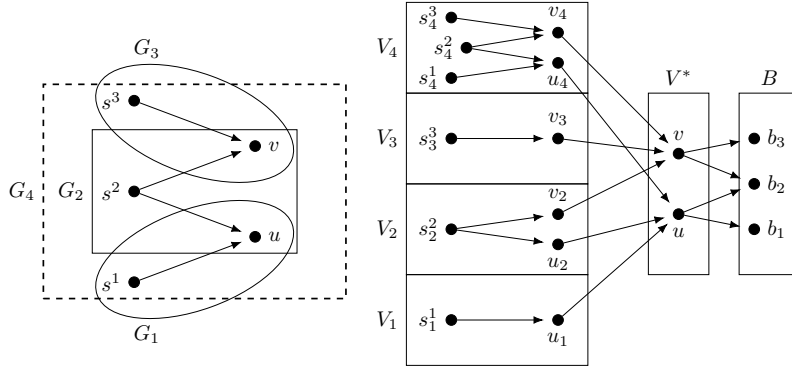 G_3
s^3
v
G_4
G_2
s^2
u
s^1
G_1
V_4
s_4^3
v_4
s_4^2
s_4^1
u_4
V_3
s_3^3
v_3
V_2
s_2^2
v_2
u_2
V_1
s_1^1
u_1
V^*
v
u
B
b_3
b_2
b_1